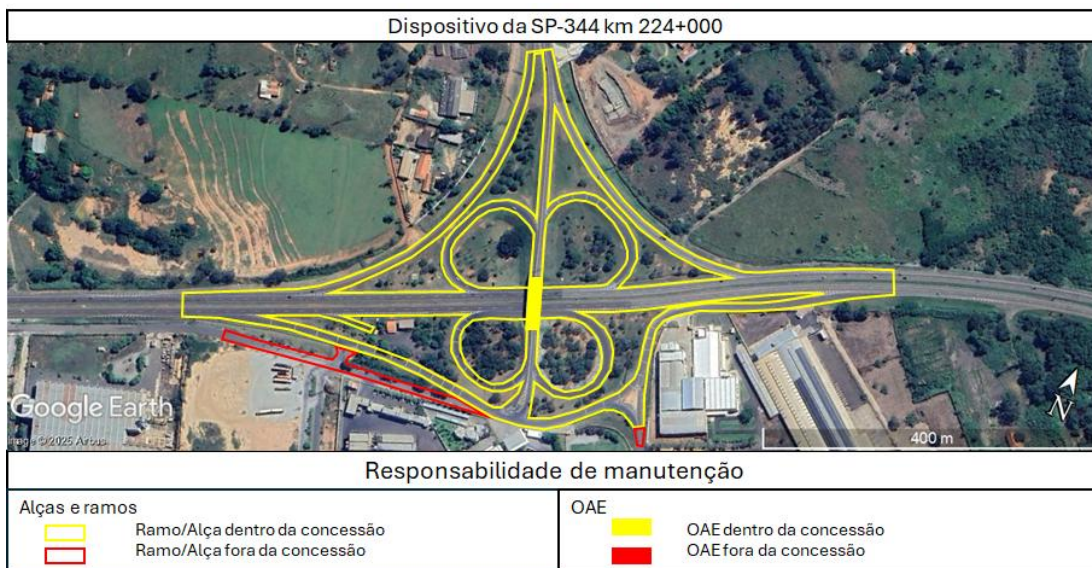 Dispositivo da SP-344 km 224+000
Google Earth
Image © 2025 Airbus
400 m
N
Responsabilidade de manutenção
Alças e ramos
Ramo/Alça dentro da concessão
Ramo/Alça fora da concessão
OAE
OAE dentro da concessão
OAE fora da concessão